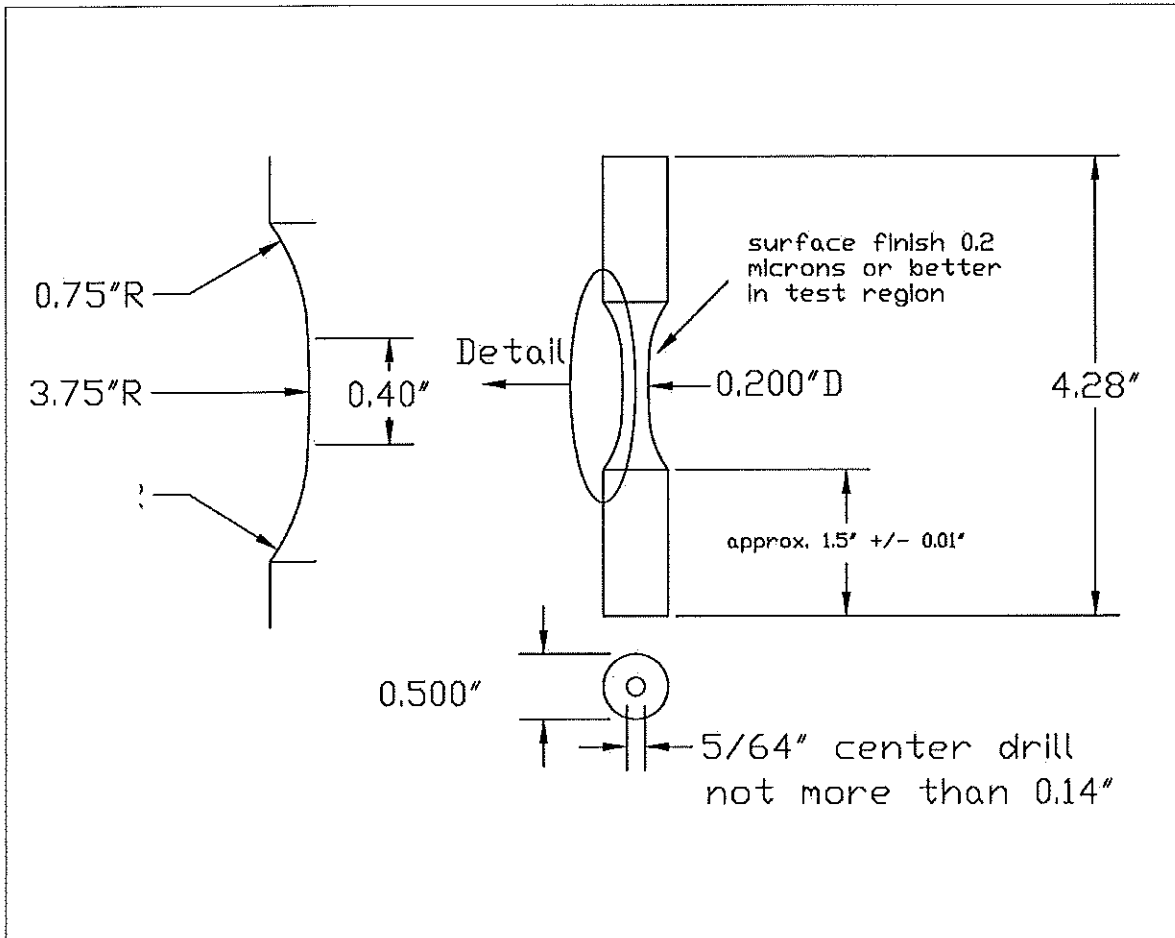 surface finish 0.2
microns or better
in test region
0.75"R
Detail
3.75"R
0.40"
0.200"D
4.28"
approx. 1.5" +/- 0.01"
0.500"
5/64" center drill
not more than 0.14"